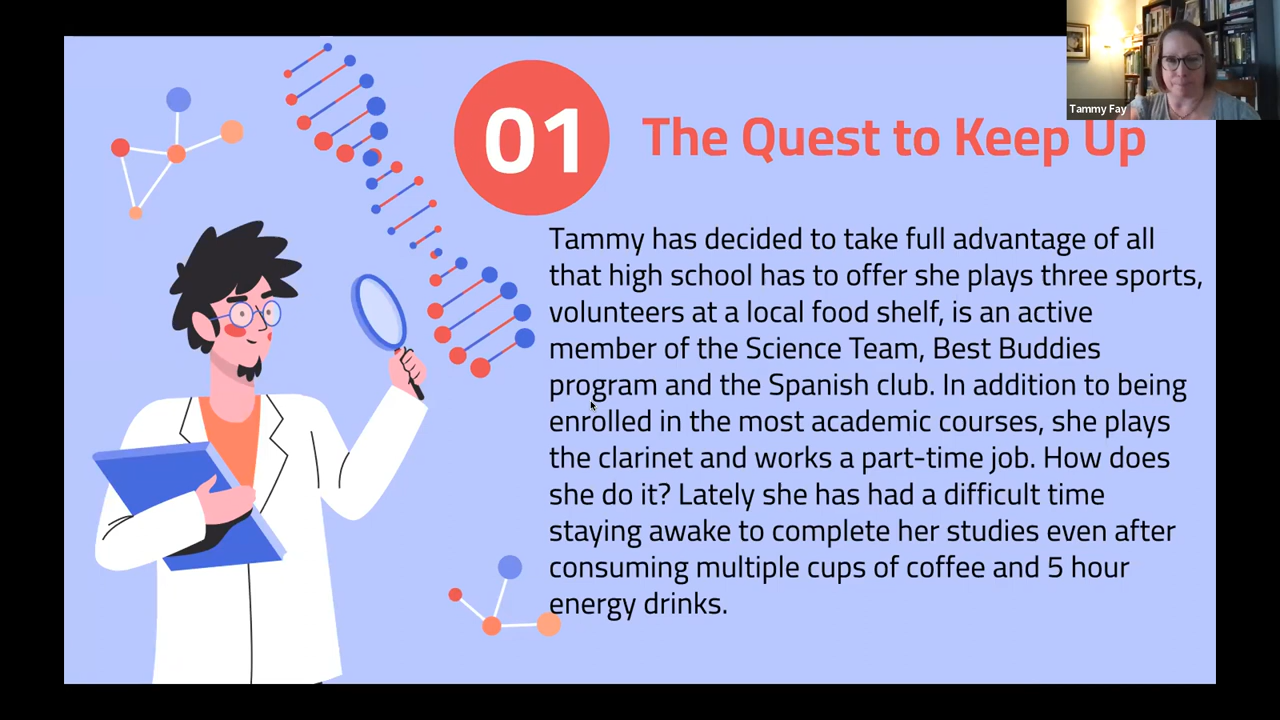 01
The Quest to Keep Up
Tammy Fay
Tammy has decided to take full advantage of all
that high school has to offer she plays three sports,
volunteers at a local food shelf, is an active
member of the Science Team, Best Buddies
program and the Spanish club. In addition to being
enrolled in the most academic courses, she plays
the clarinet and works a part-time job. How does
she do it? Lately she has had a difficult time
staying awake to complete her studies even after
consuming multiple cups of coffee and 5 hour
energy drinks.